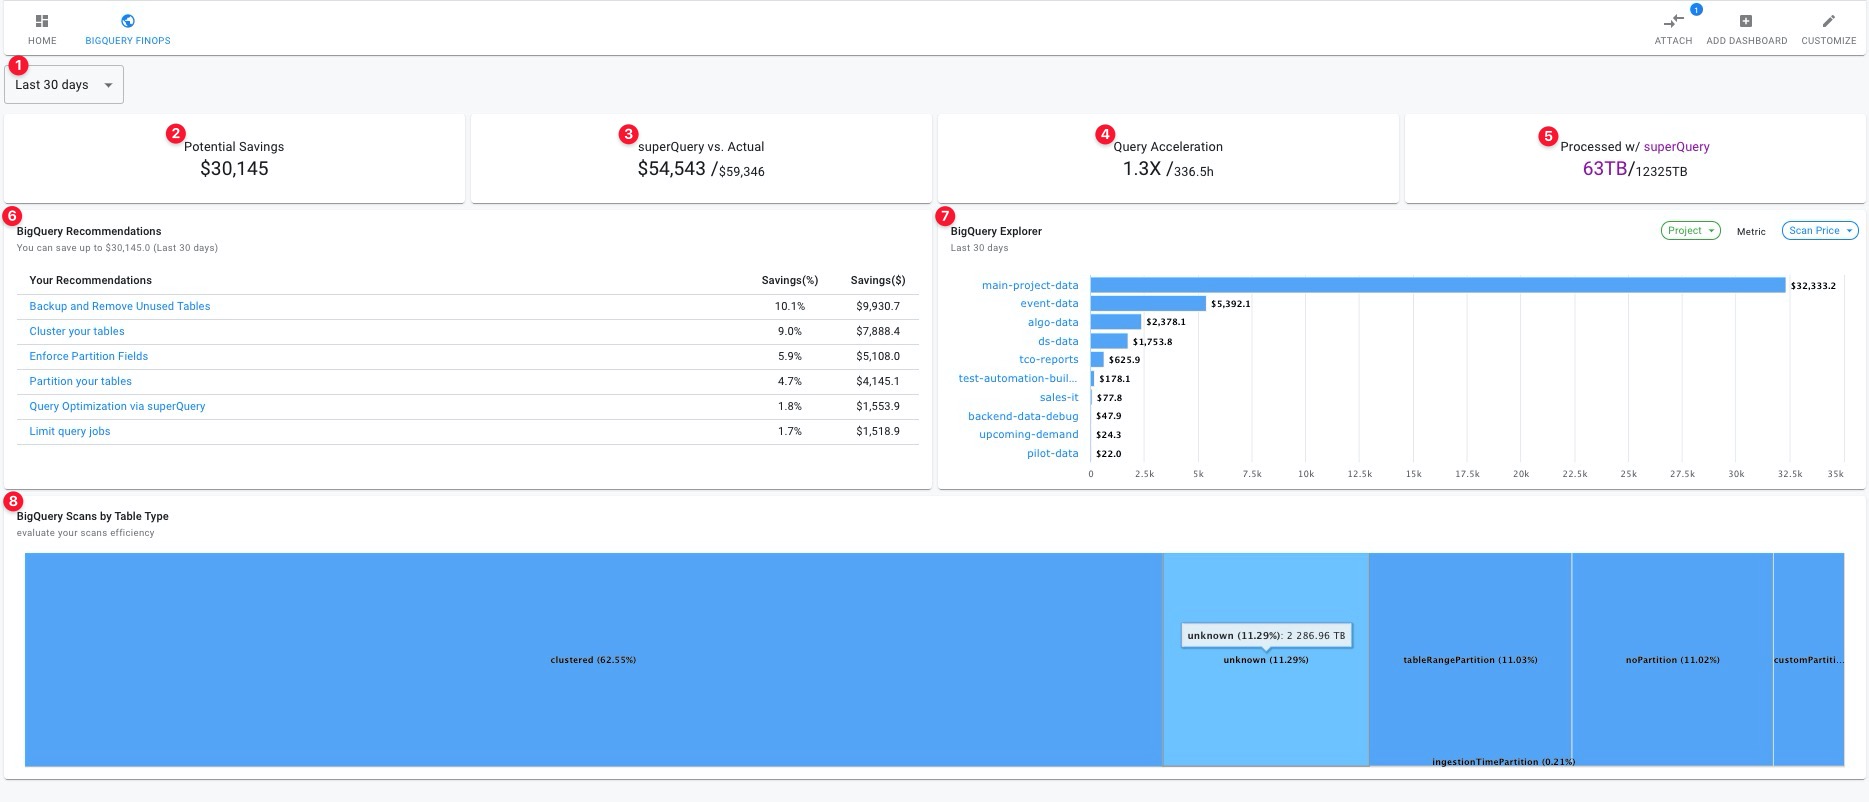 HOME
BIGQUERY FINOPS
1
ATTACH
ADD DASHBOARD
CUSTOMIZE
1
Last 30 days
2
Potential Savings
$30,145
3
superQuery vs. Actual
$54,543 /$59,346
4
Query Acceleration
1.3X /336.5h
5
Processed w/ superQuery
63TB/12325TB
6
BigQuery Recommendations
You can save up to $30,145.0 (Last 30 days)
Your Recommendations Savings(%) Savings($)
Backup and Remove Unused Tables 10.1% $9,930.7
Cluster your tables 9.0% $7,888.4
Enforce Partition Fields 5.9% $5,108.0
Partition your tables 4.7% $4,145.1
Query Optimization via superQuery 1.8% $1,553.9
Limit query jobs 1.7% $1,518.9
7
BigQuery Explorer
Last 30 days
Project Metric Scan Price
main-project-data $32,333.2
event-data $5,392.1
algo-data $2,378.1
ds-data $1,753.8
tco-reports $625.9
test-automation-buil... $178.1
sales-it $77.8
backend-data-debug $47.9
upcoming-demand $24.3
pilot-data $22.0
0 2.5k 5k 7.5k 10k 12.5k 15k 17.5k 20k 22.5k 25k 27.5k 30k 32.5k 35k
8
BigQuery Scans by Table Type
evaluate your scans efficiency
unknown (11.29%): 2 286.96 TB
clustered (62.55%)
unknown (11.29%)
tableRangePartition (11.03%)
noPartition (11.02%)
customPartiti...
ingestionTimePartition (0.21%)